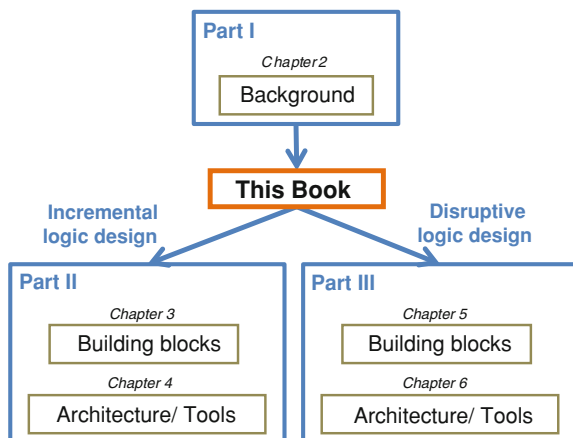 Part I
Chapter 2
Background
This Book
Incremental
logic design
Disruptive
logic design
Part II
Chapter 3
Building blocks
Chapter 4
Architecture/ Tools
Part III
Chapter 5
Building blocks
Chapter 6
Architecture/ Tools